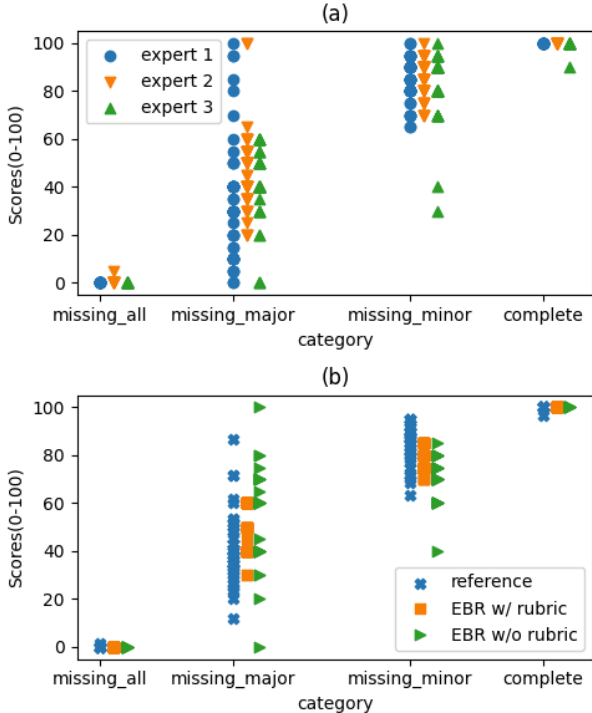 (a)
100
80
60
40
20
0
Scores(0-100)
expert 1
expert 2
expert 3
missing_all missing_major missing_minor complete
category
(b)
100
80
60
40
20
0
Scores(0-100)
reference
EBR w/ rubric
EBR w/o rubric
missing_all missing_major missing_minor complete
category